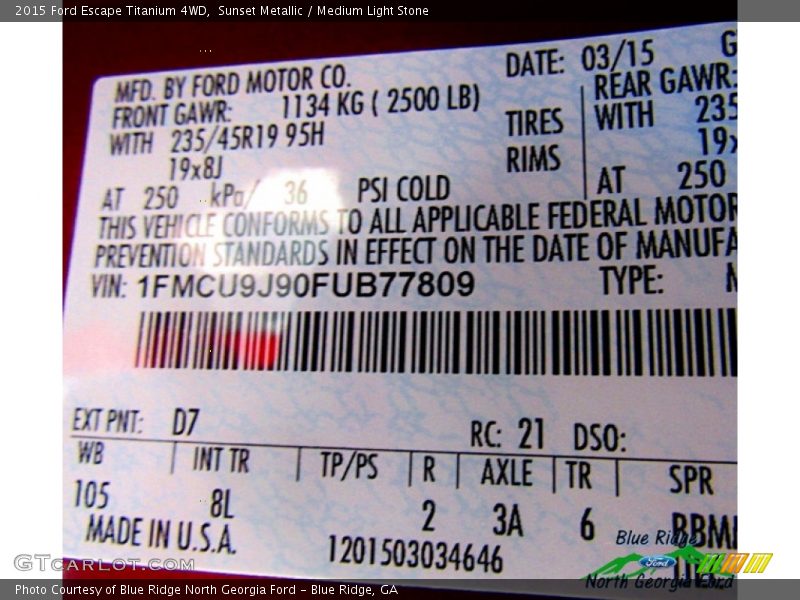 2015 Ford Escape Titanium 4WD,  Sunset Metallic / Medium Light Stone
MFD. BY FORD MOTOR CO.
DATE: 03/15
FRONT GAWR: 1134 KG ( 2500 LB)
REAR GAWR:
WITH 235/45R19 95H TIRES WITH 235
19x8J RIMS 19x
AT 250 kPa/ 36 PSI COLD AT 250
THIS VEHICLE CONFORMS TO ALL APPLICABLE FEDERAL MOTOR
PREVENTION STANDARDS IN EFFECT ON THE DATE OF MANUFA
VIN: 1FMCU9J90FUB77809 TYPE:
EXT PNT: D7 RC: 21 DSO:
WB INT TR TP/PS R AXLE TR SPR
105 8L 2 3A 6 BBM
MADE IN U.S.A. 1201503034646
Blue Ridge
Ford
North Georgia Ford
GTCARLOT.COM
Photo Courtesy of Blue Ridge North Georgia Ford – Blue Ridge, GA